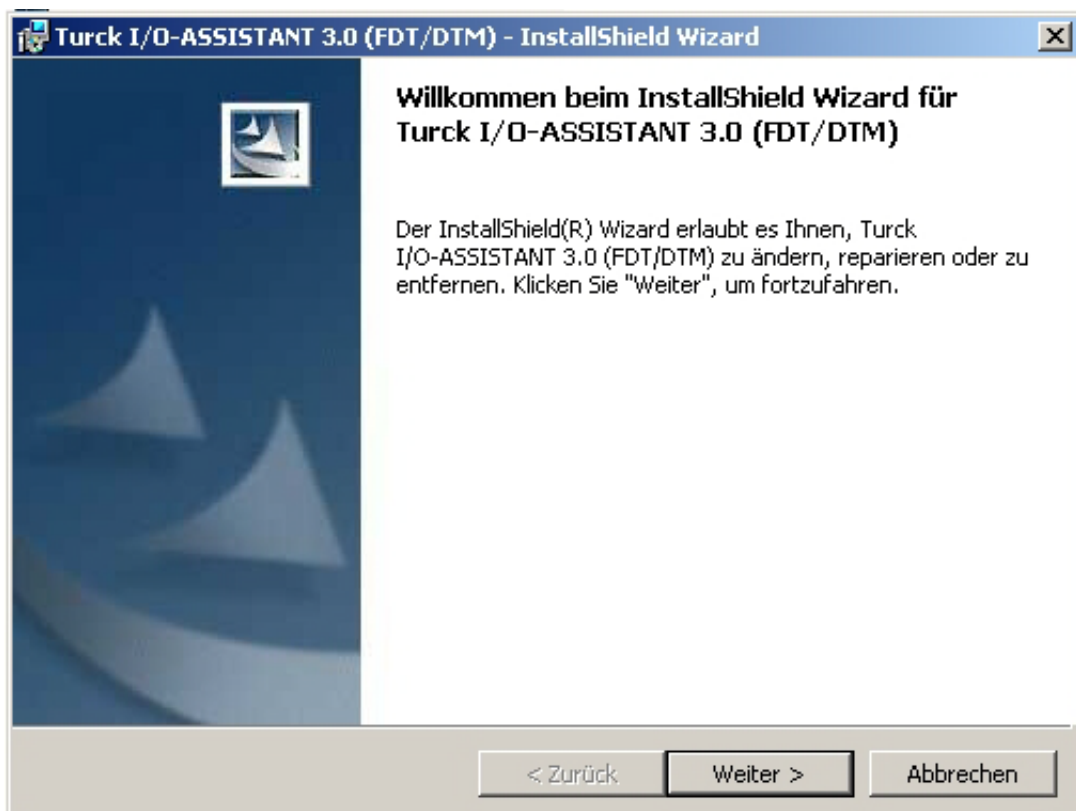 Turck I/O-ASSISTANT 3.0 (FDT/DTM) - InstallShield Wizard
Willkommen beim InstallShield Wizard für
Turck I/O-ASSISTANT 3.0 (FDT/DTM)
Der InstallShield(R) Wizard erlaubt es Ihnen, Turck
I/O-ASSISTANT 3.0 (FDT/DTM) zu ändern, reparieren oder zu
entfernen. Klicken Sie "Weiter", um fortzufahren.
< Zurück Weiter > Abbrechen